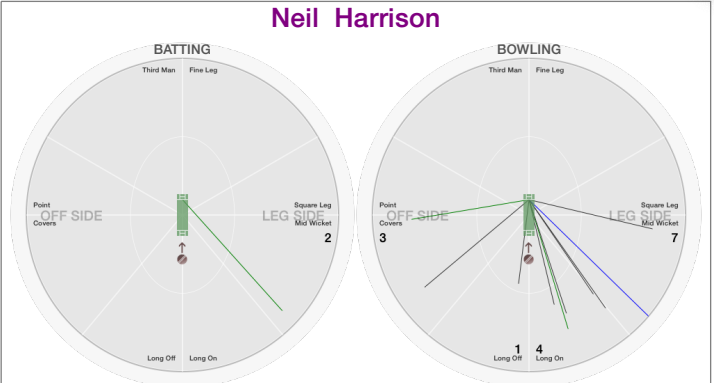 Neil Harrison
BATTING
Third Man Fine Leg
Point
OFF SIDE
Covers
Square Leg
LEG SIDE
Mid Wicket
2
Long Off Long On
BOWLING
Third Man Fine Leg
Point
OFF SIDE
Covers
3
Square Leg
LEG SIDE
Mid Wicket
7
1 4
Long Off Long On